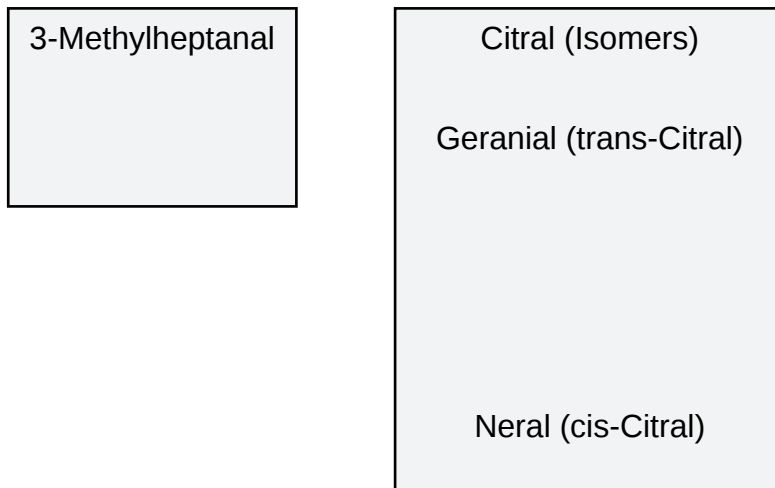 3-Methylheptanal
Citral (Isomers)
Geranial (trans-Citral)
Neral (cis-Citral)